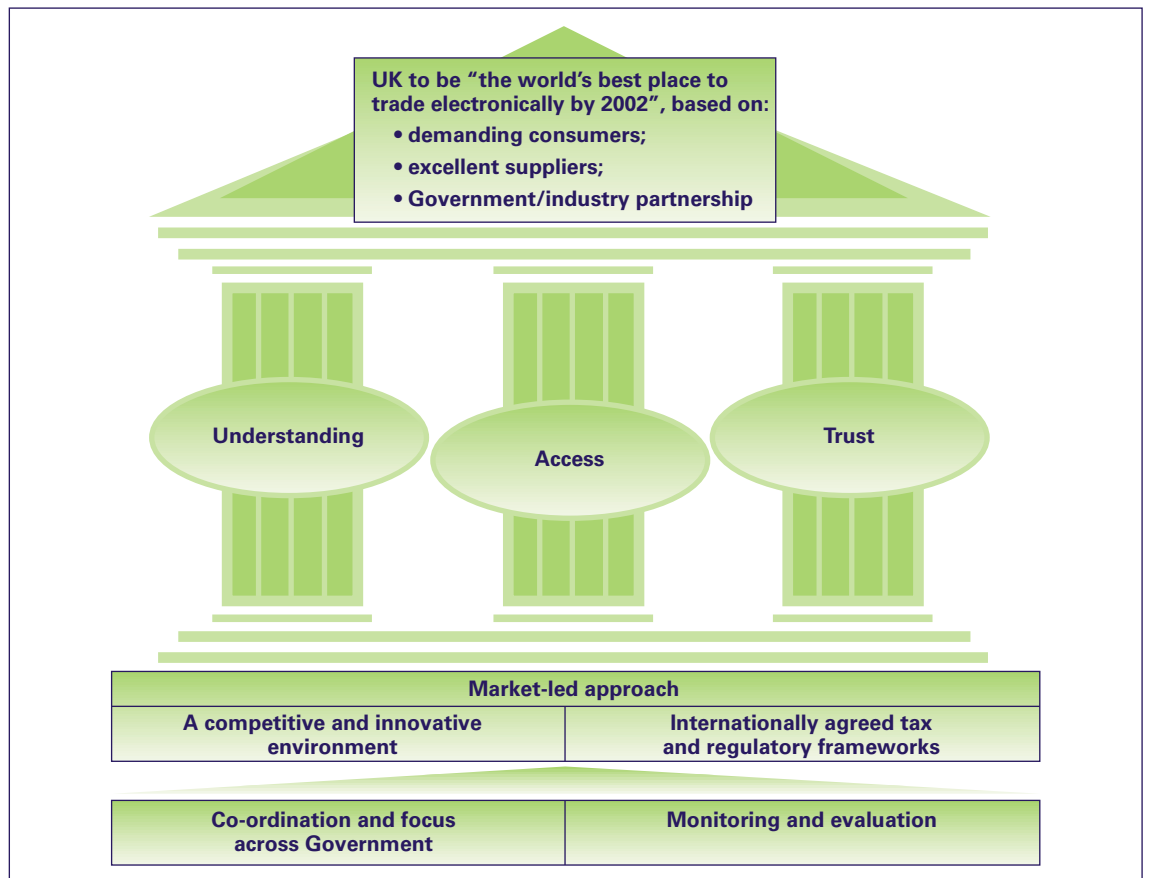 UK to be “the world’s best place to
trade electronically by 2002”, based on:
• demanding consumers;
• excellent suppliers;
• Government/industry partnership
Understanding
Access
Trust
Market-led approach
A competitive and innovative
environment
Internationally agreed tax
and regulatory frameworks
Co-ordination and focus
across Government
Monitoring and evaluation